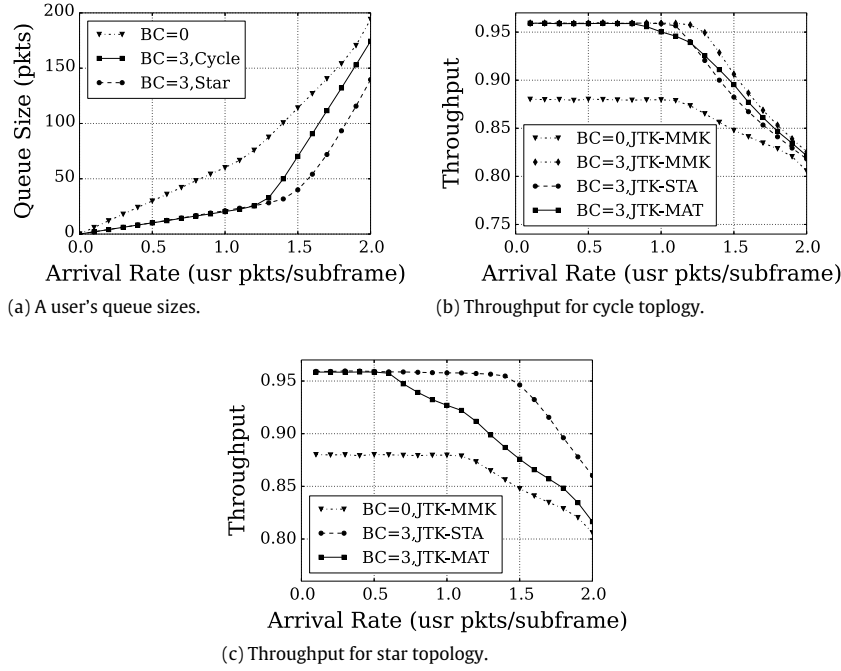 200
150
100
50
0
Queue Size (pkts)
BC=0
BC=3,Cycle
BC=3,Star
0.0 0.5 1.0 1.5 2.0
Arrival Rate (usr pkts/subframe)
(a) A user's queue sizes.
0.95
0.90
0.85
0.80
0.75
Throughput
BC=0,JTK-MMK
BC=3,JTK-MMK
BC=3,JTK-STA
BC=3,JTK-MAT
0.0 0.5 1.0 1.5 2.0
Arrival Rate (usr pkts/subframe)
(b) Throughput for cycle toplogy.
0.95
0.90
0.85
0.80
Throughput
BC=0,JTK-MMK
BC=3,JTK-STA
BC=3,JTK-MAT
0.0 0.5 1.0 1.5 2.0
Arrival Rate (usr pkts/subframe)
(c) Throughput for star topology.